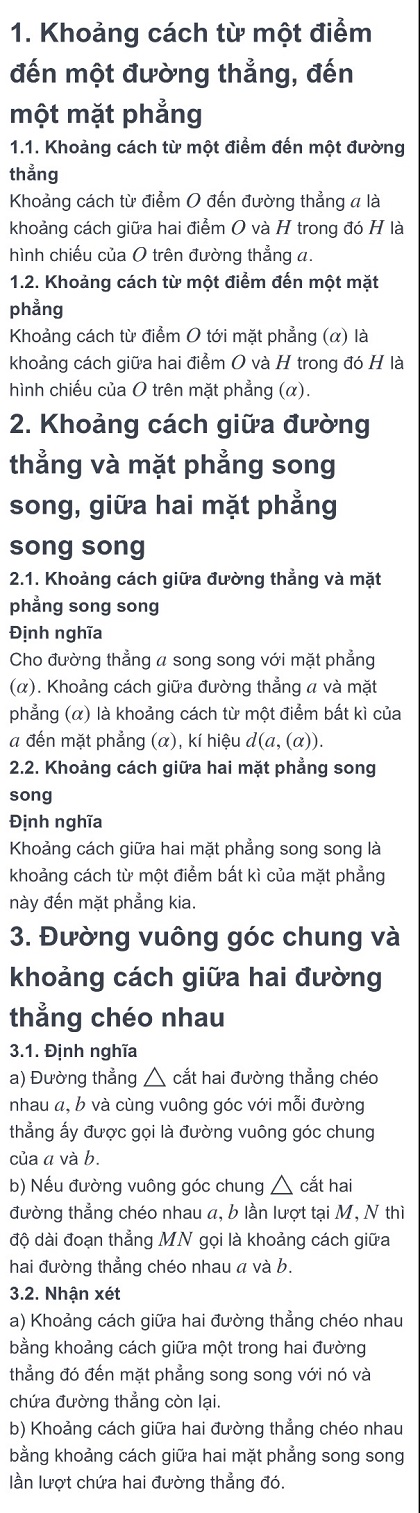 1. Khoảng cách từ một điểm
đến một đường thẳng, đến
một mặt phẳng
1.1. Khoảng cách từ một điểm đến một đường
thẳng
Khoảng cách từ điểm O đến đường thẳng a là
khoảng cách giữa hai điểm O và H trong đó H là
hình chiếu của O trên đường thẳng a.
1.2. Khoảng cách từ một điểm đến một mặt
phẳng
Khoảng cách từ điểm O tới mặt phẳng (α) là
khoảng cách giữa hai điểm O và H trong đó H là
hình chiếu của O trên mặt phẳng (α).
2. Khoảng cách giữa đường
thẳng và mặt phẳng song
song, giữa hai mặt phẳng
song song
2.1. Khoảng cách giữa đường thẳng và mặt
phẳng song song
Định nghĩa
Cho đường thẳng a song song với mặt phẳng
(α). Khoảng cách giữa đường thẳng a và mặt
phẳng (α) là khoảng cách từ một điểm bất kì của
a đến mặt phẳng (α), kí hiệu d(a, (α)).
2.2. Khoảng cách giữa hai mặt phẳng song
song
Định nghĩa
Khoảng cách giữa hai mặt phẳng song song là
khoảng cách từ một điểm bất kì của mặt phẳng
này đến mặt phẳng kia.
3. Đường vuông góc chung và
khoảng cách giữa hai đường
thẳng chéo nhau
3.1. Định nghĩa
a) Đường thẳng △ cắt hai đường thẳng chéo
nhau a, b và cùng vuông góc với mỗi đường
thẳng ấy được gọi là đường vuông góc chung
của a và b.
b) Nếu đường vuông góc chung △ cắt hai
đường thẳng chéo nhau a, b lần lượt tại M, N thì
độ dài đoạn thẳng MN gọi là khoảng cách giữa
hai đường thẳng chéo nhau a và b.
3.2. Nhận xét
a) Khoảng cách giữa hai đường thẳng chéo nhau
bằng khoảng cách giữa một trong hai đường
thẳng đó đến mặt phẳng song song với nó và
chứa đường thẳng còn lại.
b) Khoảng cách giữa hai đường thẳng chéo nhau
bằng khoảng cách giữa hai mặt phẳng song song
lần lượt chứa hai đường thẳng đó.